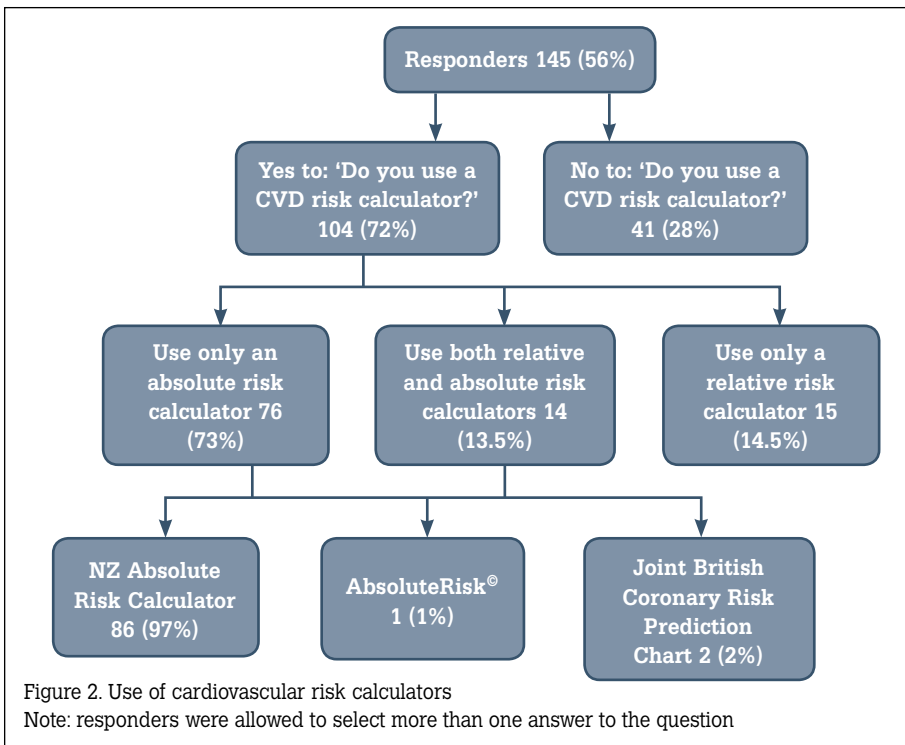 Responders 145 (56%)
Yes to: ‘Do you use a
CVD risk calculator?’
104 (72%)
No to: ‘Do you use a
CVD risk calculator?’
41 (28%)
Use only an
absolute risk
calculator 76
(73%)
Use both relative
and absolute risk
calculators 14
(13.5%)
Use only a
relative risk
calculator 15
(14.5%)
NZ Absolute
Risk Calculator
86 (97%)
AbsoluteRisk©
1 (1%)
Joint British
Coronary Risk
Prediction
Chart 2 (2%)
Figure 2. Use of cardiovascular risk calculators
Note: responders were allowed to select more than one answer to the question